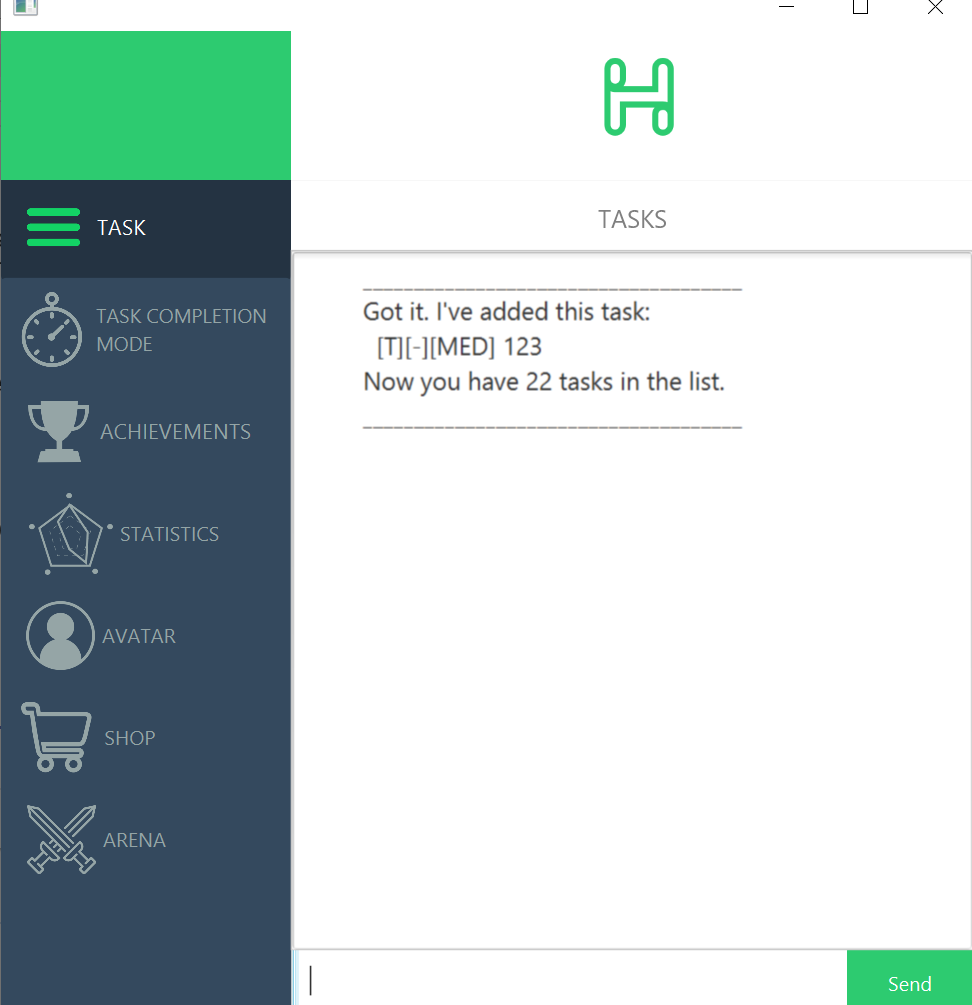 TASK
TASK COMPLETION
MODE
ACHIEVEMENTS
STATISTICS
AVATAR
SHOP
ARENA
TASKS
____________________________________
Got it. I've added this task:
[T][-][MED] 123
Now you have 22 tasks in the list.
____________________________________
Send